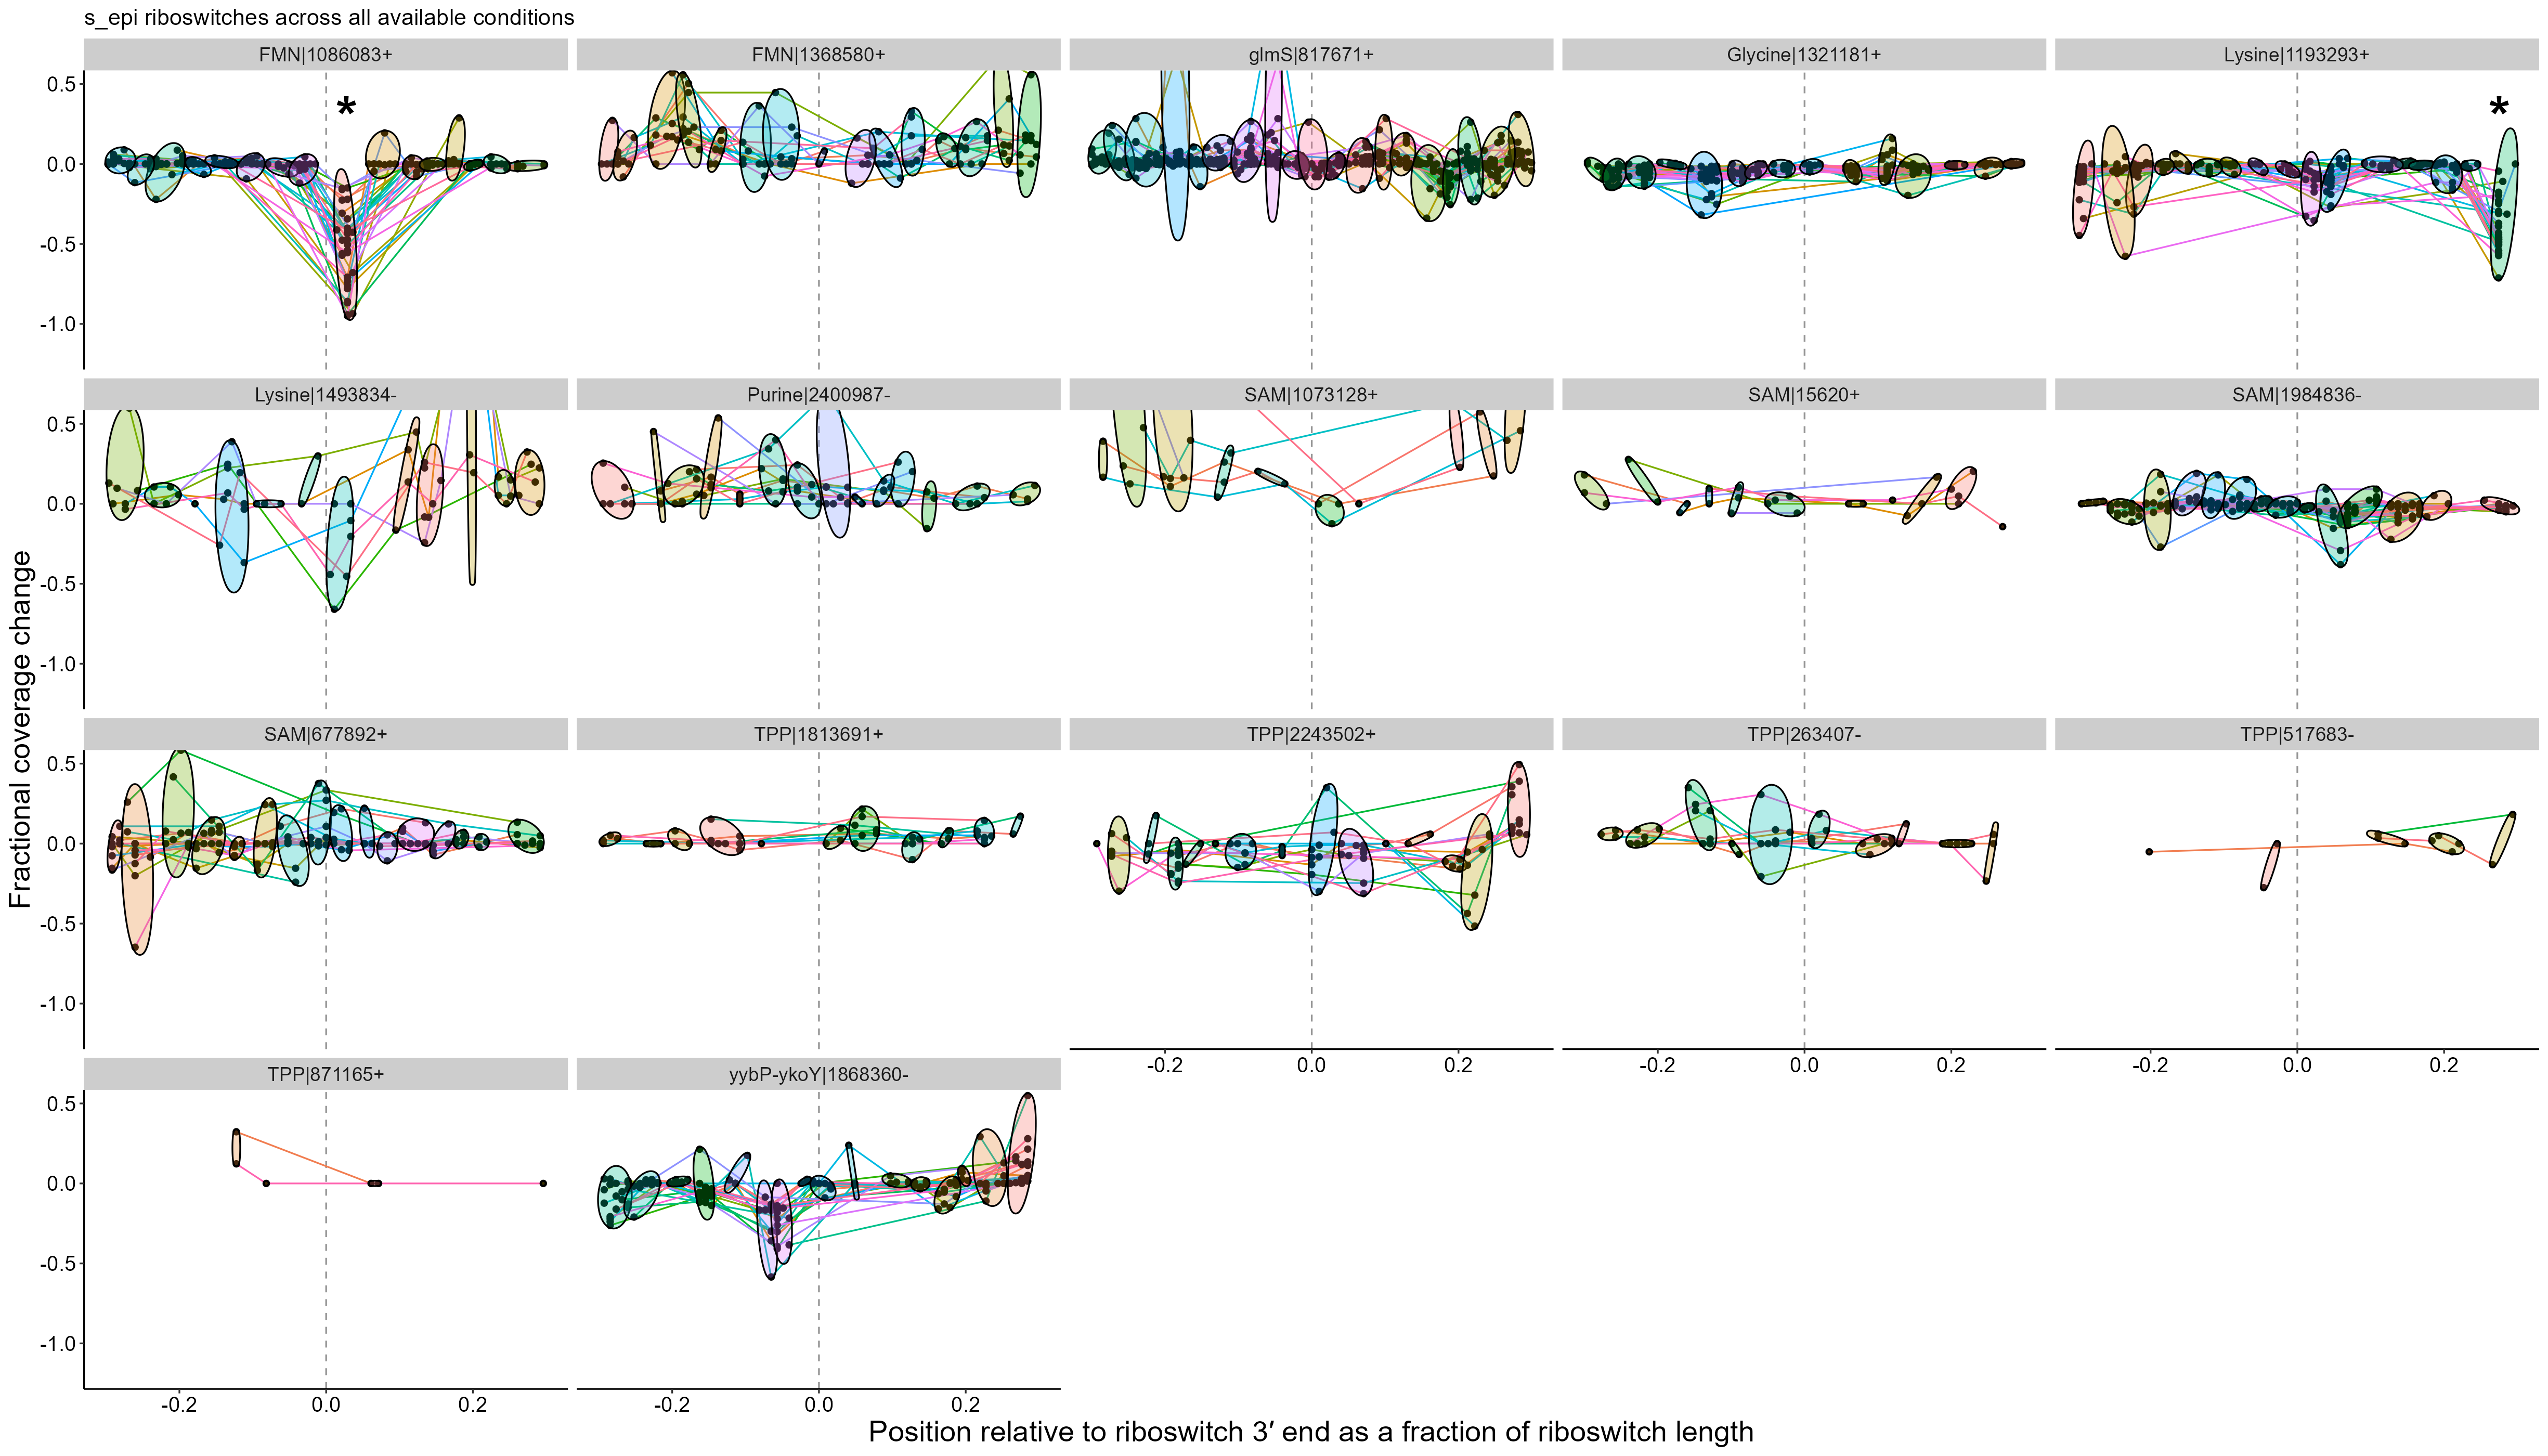 s_epi riboswitches across all available conditions
FMN|1086083+
FMN|1368580+
glmS|817671+
Glycine|1321181+
Lysine|1193293+
0.5
0.0
-0.5
-1.0
*
*
Lysine|1493834-
Purine|2400987-
SAM|1073128+
SAM|15620+
SAM|1984836-
0.5
0.0
-0.5
-1.0
SAM|677892+
TPP|1813691+
TPP|2243502+
TPP|263407-
TPP|517683-
0.5
0.0
-0.5
-1.0
-0.2 0.0 0.2
-0.2 0.0 0.2
-0.2 0.0 0.2
TPP|871165+
yybP-ykoY|1868360-
0.5
0.0
-0.5
-1.0
-0.2 0.0 0.2
-0.2 0.0 0.2
Fractional coverage change
Position relative to riboswitch 3′ end as a fraction of riboswitch length